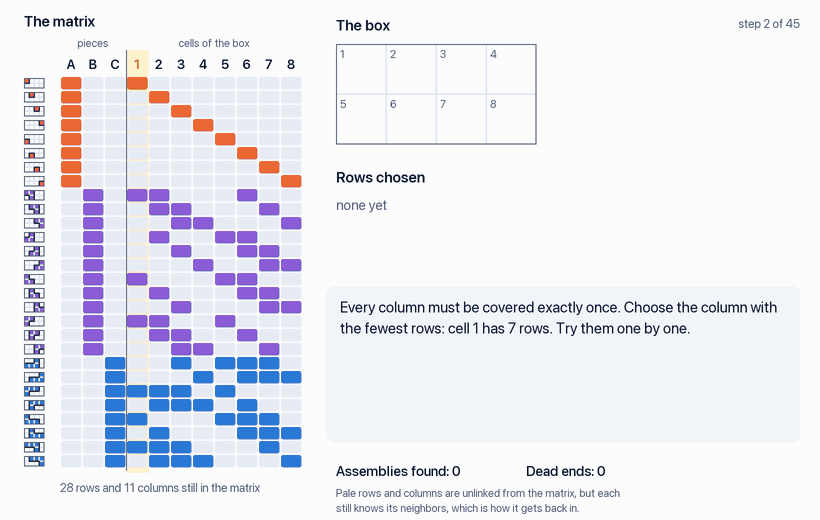 The matrix
pieces
cells of the box
A B C 1 2 3 4 5 6 7 8
28 rows and 11 columns still in the matrix
The box
step 2 of 45
1 2 3 4
5 6 7 8
Rows chosen
none yet
Every column must be covered exactly once. Choose the column with
the fewest rows: cell 1 has 7 rows. Try them one by one.
Assemblies found: 0
Dead ends: 0
Pale rows and columns are unlinked from the matrix, but each
still knows its neighbors, which is how it gets back in.